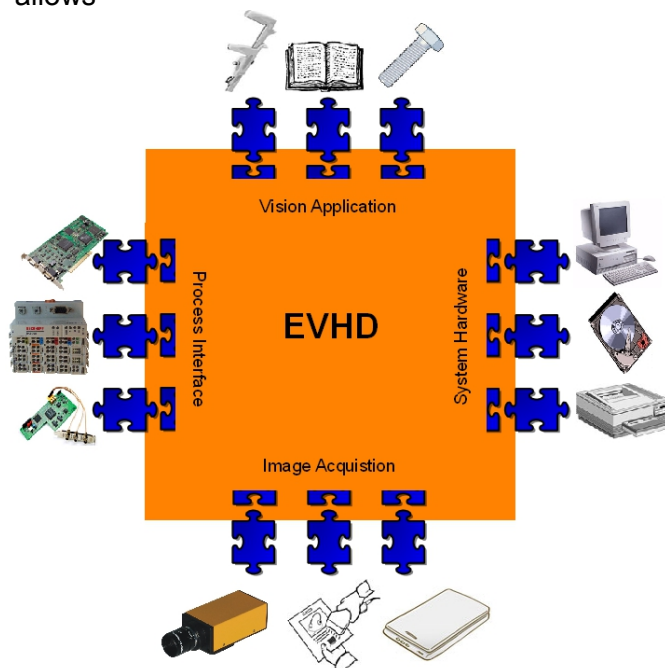 allows
Vision Application
Process Interface
EVHD
System Hardware
Image Acquistion